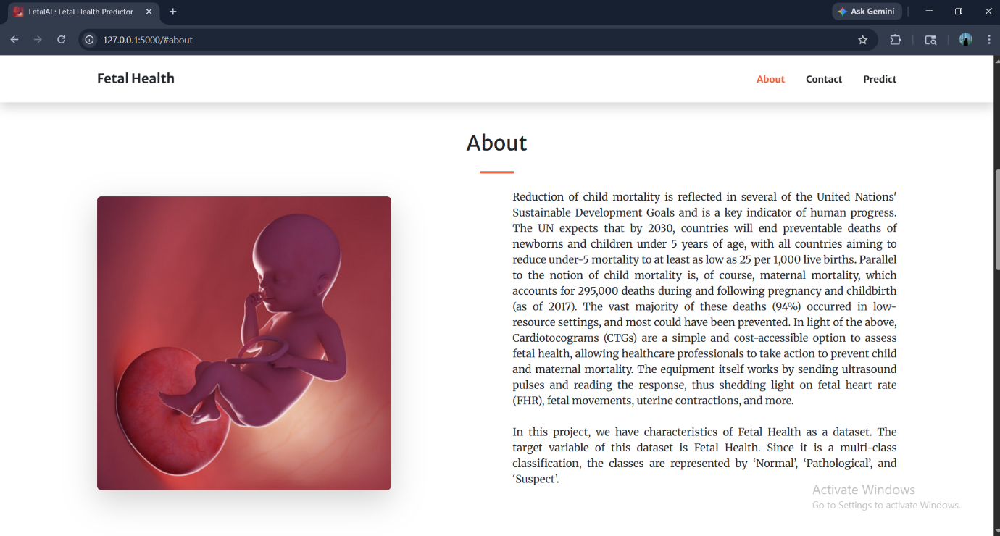 FetalAI : Fetal Health Predictor
Ask Gemini
127.0.0.1:5000/#about
Fetal Health
About
Contact
Predict
About
Reduction of child mortality is reflected in several of the United Nations'
Sustainable Development Goals and is a key indicator of human progress.
The UN expects that by 2030, countries will end preventable deaths of
newborns and children under 5 years of age, with all countries aiming to
reduce under-5 mortality to at least as low as 25 per 1,000 live births. Parallel
to the notion of child mortality is, of course, maternal mortality, which
accounts for 295,000 deaths during and following pregnancy and childbirth
(as of 2017). The vast majority of these deaths (94%) occurred in low-
resource settings, and most could have been prevented. In light of the above,
Cardiotocograms (CTGs) are a simple and cost-accessible option to assess
fetal health, allowing healthcare professionals to take action to prevent child
and maternal mortality. The equipment itself works by sending ultrasound
pulses and reading the response, thus shedding light on fetal heart rate
(FHR), fetal movements, uterine contractions, and more.
In this project, we have characteristics of Fetal Health as a dataset. The
target variable of this dataset is Fetal Health. Since it is a multi-class
classification, the classes are represented by ‘Normal’, ‘Pathological’, and
‘Suspect’.
Activate Windows
Go to Settings to activate Windows.